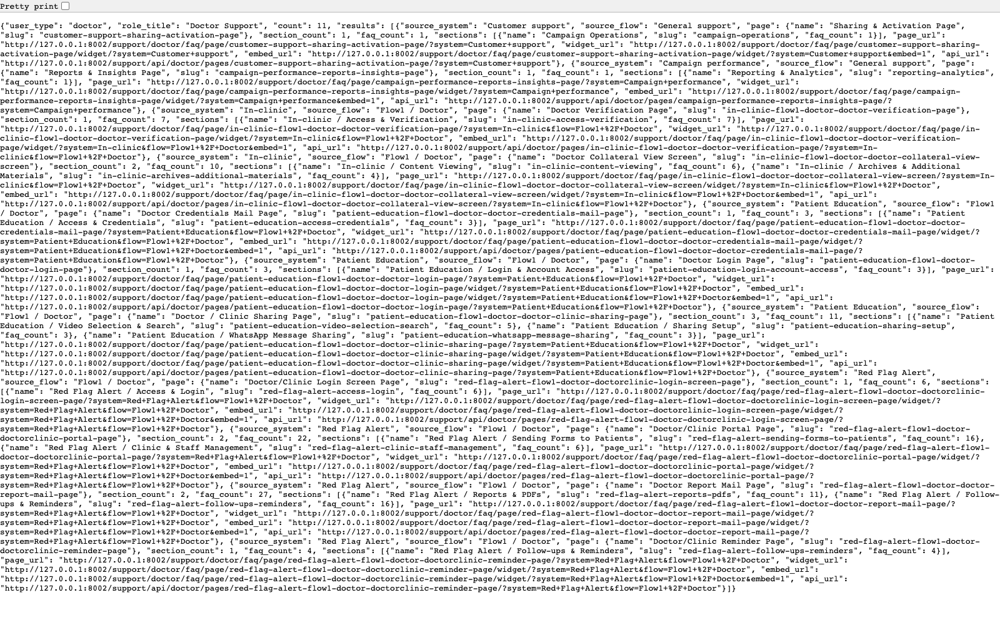 Pretty print
{"user_type": "doctor", "role_title": "Doctor Support", "count": 11, "results": [{"source_system": "Customer support", "source_flow": "General support", "page": {"name": "Sharing & Activation Page",
"slug": "customer-support-sharing-activation-page"}, "section_count": 1, "faq_count": 1, "sections": [{"name": "Campaign Operations", "slug": "campaign-operations", "faq_count": 1}], "page_url":
"http://127.0.0.1:8002/support/doctor/faq/page/customer-support-sharing-activation-page/?system=Customer+support", "widget_url": "http://127.0.0.1:8002/support/doctor/faq/page/customer-support-sharing-
activation-page/widget/?system=Customer+support", "embed_url": "http://127.0.0.1:8002/support/doctor/faq/page/customer-support-sharing-activation-page/widget/?system=Customer+support&embed=1", "api_url":
"http://127.0.0.1:8002/support/api/doctor/pages/customer-support-sharing-activation-page/?system=Customer+support"}, {"source_system": "Campaign performance", "source_flow": "General support", "page":
{"name": "Reports & Insights Page", "slug": "campaign-performance-reports-insights-page"}, "section_count": 1, "faq_count": 1, "sections": [{"name": "Reporting & Analytics", "slug": "reporting-analytics",
"faq_count": 1}], "page_url": "http://127.0.0.1:8002/support/doctor/faq/page/campaign-performance-reports-insights-page/?system=Campaign+performance", "widget_url":
"http://127.0.0.1:8002/support/doctor/faq/page/campaign-performance-reports-insights-page/widget/?system=Campaign+performance", "embed_url": "http://127.0.0.1:8002/support/doctor/faq/page/campaign-
performance-reports-insights-page/widget/?system=Campaign+performance&embed=1", "api_url": "http://127.0.0.1:8002/support/api/doctor/pages/campaign-performance-reports-insights-page/?
system=Campaign+performance"}, {"source_system": "In-clinic", "source_flow": "Flow1 / Doctor", "page": {"name": "Doctor Verification Page", "slug": "in-clinic-flow1-doctor-doctor-verification-page"},
"section_count": 1, "faq_count": 7, "sections": [{"name": "In-clinic / Access & Verification", "slug": "in-clinic-access-verification", "faq_count": 7}], "page_url":
"http://127.0.0.1:8002/support/doctor/faq/page/in-clinic-flow1-doctor-doctor-verification-page/?system=In-clinic&flow=Flow1+%2F+Doctor", "widget_url": "http://127.0.0.1:8002/support/doctor/faq/page/in-
clinic-flow1-doctor-doctor-verification-page/widget/?system=In-clinic&flow=Flow1+%2F+Doctor", "embed_url": "http://127.0.0.1:8002/support/doctor/faq/page/in-clinic-flow1-doctor-doctor-verification-
page/widget/?system=In-clinic&flow=Flow1+%2F+Doctor&embed=1", "api_url": "http://127.0.0.1:8002/support/api/doctor/pages/in-clinic-flow1-doctor-doctor-verification-page/?system=In-
clinic&flow=Flow1+%2F+Doctor"}, {"source_system": "In-clinic", "source_flow": "Flow1 / Doctor", "page": {"name": "Doctor Collateral View Screen", "slug": "in-clinic-flow1-doctor-doctor-collateral-view-
screen"}, "section_count": 2, "faq_count": 10, "sections": [{"name": "In-clinic / Content Viewing", "slug": "in-clinic-content-viewing", "faq_count": 6}, {"name": "In-clinic / Archives & Additional
Materials", "slug": "in-clinic-archives-additional-materials", "faq_count": 4}], "page_url": "http://127.0.0.1:8002/support/doctor/faq/page/in-clinic-flow1-doctor-doctor-collateral-view-screen/?system=In-
clinic&flow=Flow1+%2F+Doctor", "widget_url": "http://127.0.0.1:8002/support/doctor/faq/page/in-clinic-flow1-doctor-doctor-collateral-view-screen/widget/?system=In-clinic&flow=Flow1+%2F+Doctor",
"embed_url": "http://127.0.0.1:8002/support/doctor/faq/page/in-clinic-flow1-doctor-doctor-collateral-view-screen/widget/?system=In-clinic&flow=Flow1+%2F+Doctor&embed=1", "api_url":
"http://127.0.0.1:8002/support/api/doctor/pages/in-clinic-flow1-doctor-doctor-collateral-view-screen/?system=In-clinic&flow=Flow1+%2F+Doctor"}, {"source_system": "Patient Education", "source_flow": "Flow1
/ Doctor", "page": {"name": "Doctor Credentials Mail Page", "slug": "patient-education-flow1-doctor-doctor-credentials-mail-page"}, "section_count": 1, "faq_count": 3, "sections": [{"name": "Patient
Education / Access & Credentials", "slug": "patient-education-access-credentials", "faq_count": 3}], "page_url": "http://127.0.0.1:8002/support/doctor/faq/page/patient-education-flow1-doctor-doctor-
credentials-mail-page/?system=Patient+Education&flow=Flow1+%2F+Doctor", "widget_url": "http://127.0.0.1:8002/support/doctor/faq/page/patient-education-flow1-doctor-doctor-credentials-mail-page/widget/?
system=Patient+Education&flow=Flow1+%2F+Doctor", "embed_url": "http://127.0.0.1:8002/support/doctor/faq/page/patient-education-flow1-doctor-doctor-credentials-mail-page/widget/?
system=Patient+Education&flow=Flow1+%2F+Doctor&embed=1", "api_url": "http://127.0.0.1:8002/support/api/doctor/pages/patient-education-flow1-doctor-doctor-credentials-mail-page/?
system=Patient+Education&flow=Flow1+%2F+Doctor"}, {"source_system": "Patient Education", "source_flow": "Flow1 / Doctor", "page": {"name": "Doctor Login Page", "slug": "patient-education-flow1-doctor-
doctor-login-page"}, "section_count": 1, "faq_count": 3, "sections": [{"name": "Patient Education / Login & Account Access", "slug": "patient-education-login-account-access", "faq_count": 3}], "page_url":
"http://127.0.0.1:8002/support/doctor/faq/page/patient-education-flow1-doctor-doctor-login-page/?system=Patient+Education&flow=Flow1+%2F+Doctor", "widget_url":
"http://127.0.0.1:8002/support/doctor/faq/page/patient-education-flow1-doctor-doctor-login-page/widget/?system=Patient+Education&flow=Flow1+%2F+Doctor", "embed_url":
"http://127.0.0.1:8002/support/doctor/faq/page/patient-education-flow1-doctor-doctor-login-page/widget/?system=Patient+Education&flow=Flow1+%2F+Doctor&embed=1", "api_url":
"http://127.0.0.1:8002/support/api/doctor/pages/patient-education-flow1-doctor-doctor-login-page/?system=Patient+Education&flow=Flow1+%2F+Doctor"}, {"source_system": "Patient Education", "source_flow":
"Flow1 / Doctor", "page": {"name": "Doctor / Clinic Sharing Page", "slug": "patient-education-flow1-doctor-doctor-clinic-sharing-page"}, "section_count": 3, "faq_count": 11, "sections": [{"name": "Patient
Education / Video Selection & Search", "slug": "patient-education-video-selection-search", "faq_count": 5}, {"name": "Patient Education / Sharing Setup", "slug": "patient-education-sharing-setup",
"faq_count": 3}, {"name": "Patient Education / WhatsApp Message Sharing", "slug": "patient-education-whatsapp-message-sharing", "faq_count": 3}], "page_url":
"http://127.0.0.1:8002/support/doctor/faq/page/patient-education-flow1-doctor-doctor-clinic-sharing-page/?system=Patient+Education&flow=Flow1+%2F+Doctor", "widget_url":
"http://127.0.0.1:8002/support/doctor/faq/page/patient-education-flow1-doctor-doctor-clinic-sharing-page/widget/?system=Patient+Education&flow=Flow1+%2F+Doctor", "embed_url":
"http://127.0.0.1:8002/support/doctor/faq/page/patient-education-flow1-doctor-doctor-clinic-sharing-page/widget/?system=Patient+Education&flow=Flow1+%2F+Doctor&embed=1", "api_url":
"http://127.0.0.1:8002/support/api/doctor/pages/patient-education-flow1-doctor-doctor-clinic-sharing-page/?system=Patient+Education&flow=Flow1+%2F+Doctor"}, {"source_system": "Red Flag Alert",
"source_flow": "Flow1 / Doctor", "page": {"name": "Doctor/Clinic Login Screen Page", "slug": "red-flag-alert-flow1-doctor-doctorclinic-login-screen-page"}, "section_count": 1, "faq_count": 6, "sections":
[{"name": "Red Flag Alert / Access & Login", "slug": "red-flag-alert-access-login", "faq_count": 6}], "page_url": "http://127.0.0.1:8002/support/doctor/faq/page/red-flag-alert-flow1-doctor-doctorclinic-
login-screen-page/?system=Red+Flag+Alert&flow=Flow1+%2F+Doctor", "widget_url": "http://127.0.0.1:8002/support/doctor/faq/page/red-flag-alert-flow1-doctor-doctorclinic-login-screen-page/widget/?
system=Red+Flag+Alert&flow=Flow1+%2F+Doctor", "embed_url": "http://127.0.0.1:8002/support/doctor/faq/page/red-flag-alert-flow1-doctor-doctorclinic-login-screen-page/widget/?
system=Red+Flag+Alert&flow=Flow1+%2F+Doctor&embed=1", "api_url": "http://127.0.0.1:8002/support/api/doctor/pages/red-flag-alert-flow1-doctor-doctorclinic-login-screen-page/?
system=Red+Flag+Alert&flow=Flow1+%2F+Doctor"}, {"source_system": "Red Flag Alert", "source_flow": "Flow1 / Doctor", "page": {"name": "Doctor/Clinic Portal Page", "slug": "red-flag-alert-flow1-doctor-
doctorclinic-portal-page"}, "section_count": 2, "faq_count": 22, "sections": [{"name": "Red Flag Alert / Sending Forms to Patients", "slug": "red-flag-alert-sending-forms-to-patients", "faq_count": 16},
{"name": "Red Flag Alert / Clinic & Staff Management", "slug": "red-flag-alert-clinic-staff-management", "faq_count": 6}], "page_url": "http://127.0.0.1:8002/support/doctor/faq/page/red-flag-alert-flow1-
doctor-doctorclinic-portal-page/?system=Red+Flag+Alert&flow=Flow1+%2F+Doctor", "widget_url": "http://127.0.0.1:8002/support/doctor/faq/page/red-flag-alert-flow1-doctor-doctorclinic-portal-page/widget/?
system=Red+Flag+Alert&flow=Flow1+%2F+Doctor", "embed_url": "http://127.0.0.1:8002/support/doctor/faq/page/red-flag-alert-flow1-doctor-doctorclinic-portal-page/widget/?
system=Red+Flag+Alert&flow=Flow1+%2F+Doctor&embed=1", "api_url": "http://127.0.0.1:8002/support/api/doctor/pages/red-flag-alert-flow1-doctor-doctorclinic-portal-page/?
system=Red+Flag+Alert&flow=Flow1+%2F+Doctor"}, {"source_system": "Red Flag Alert", "source_flow": "Flow1 / Doctor", "page": {"name": "Doctor Report Mail Page", "slug": "red-flag-alert-flow1-doctor-doctor-
report-mail-page"}, "section_count": 2, "faq_count": 27, "sections": [{"name": "Red Flag Alert / Reports & PDFs", "slug": "red-flag-alert-reports-pdfs", "faq_count": 11}, {"name": "Red Flag Alert / Follow-
ups & Reminders", "slug": "red-flag-alert-follow-ups-reminders", "faq_count": 16}], "page_url": "http://127.0.0.1:8002/support/doctor/faq/page/red-flag-alert-flow1-doctor-doctor-report-mail-page/?
system=Red+Flag+Alert&flow=Flow1+%2F+Doctor", "widget_url": "http://127.0.0.1:8002/support/doctor/faq/page/red-flag-alert-flow1-doctor-doctor-report-mail-page/widget/?
system=Red+Flag+Alert&flow=Flow1+%2F+Doctor", "embed_url": "http://127.0.0.1:8002/support/doctor/faq/page/red-flag-alert-flow1-doctor-doctor-report-mail-page/widget/?
system=Red+Flag+Alert&flow=Flow1+%2F+Doctor&embed=1", "api_url": "http://127.0.0.1:8002/support/api/doctor/pages/red-flag-alert-flow1-doctor-doctor-report-mail-page/?
system=Red+Flag+Alert&flow=Flow1+%2F+Doctor"}, {"source_system": "Red Flag Alert", "source_flow": "Flow1 / Doctor", "page": {"name": "Doctor/Clinic Reminder Page", "slug": "red-flag-alert-flow1-doctor-
doctorclinic-reminder-page"}, "section_count": 1, "faq_count": 4, "sections": [{"name": "Red Flag Alert / Follow-ups & Reminders", "slug": "red-flag-alert-follow-ups-reminders", "faq_count": 4}],
"page_url": "http://127.0.0.1:8002/support/doctor/faq/page/red-flag-alert-flow1-doctor-doctorclinic-reminder-page/?system=Red+Flag+Alert&flow=Flow1+%2F+Doctor", "widget_url":
"http://127.0.0.1:8002/support/doctor/faq/page/red-flag-alert-flow1-doctor-doctorclinic-reminder-page/widget/?system=Red+Flag+Alert&flow=Flow1+%2F+Doctor", "embed_url":
"http://127.0.0.1:8002/support/doctor/faq/page/red-flag-alert-flow1-doctor-doctorclinic-reminder-page/widget/?system=Red+Flag+Alert&flow=Flow1+%2F+Doctor&embed=1", "api_url":
"http://127.0.0.1:8002/support/api/doctor/pages/red-flag-alert-flow1-doctor-doctorclinic-reminder-page/?system=Red+Flag+Alert&flow=Flow1+%2F+Doctor"}]}